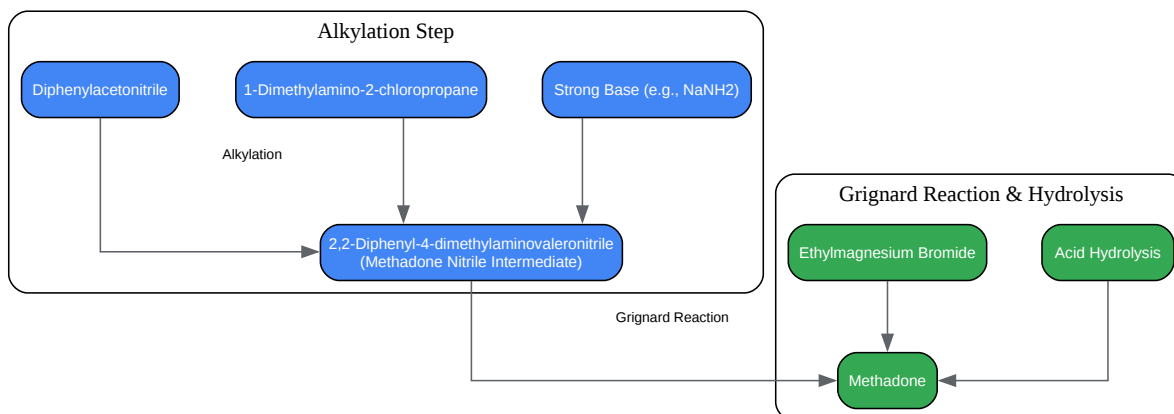 Alkylation Step
Diphenylacetonitrile
1-Dimethylamino-2-chloropropane
Strong Base (e.g., NaNH2)
Alkylation
2,2-Diphenyl-4-dimethylaminovaleronitrile
(Methadone Nitrile Intermediate)
Grignard Reaction & Hydrolysis
Ethylmagnesium Bromide
Acid Hydrolysis
Grignard Reaction
Methadone